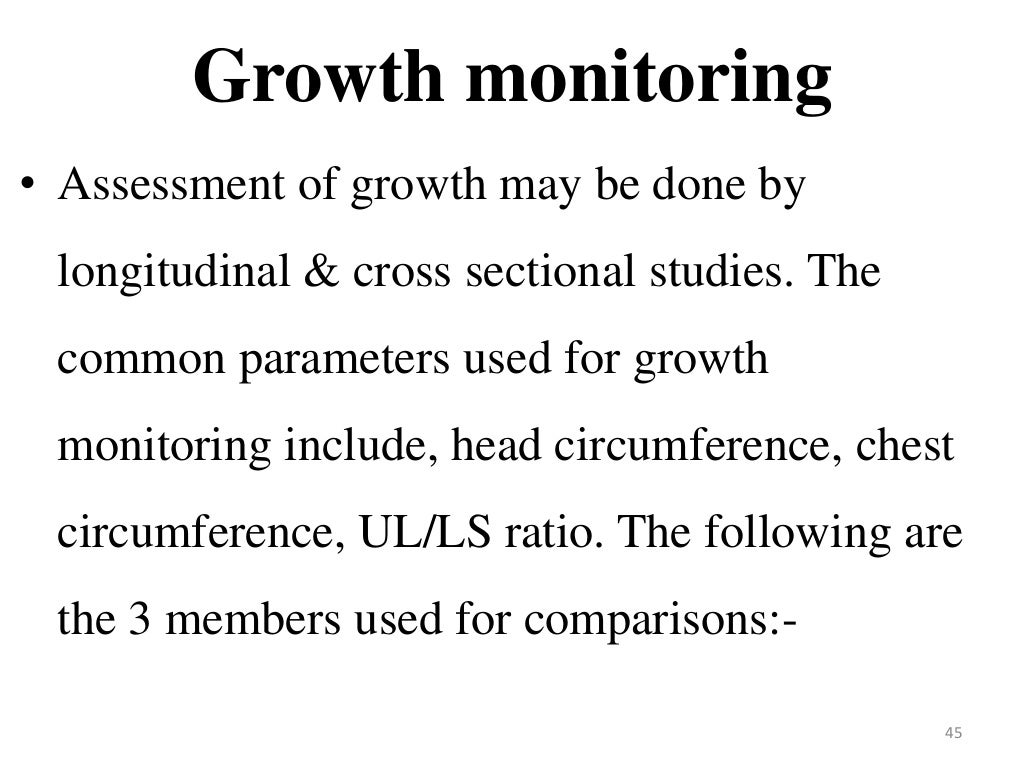 Growth monitoring
• Assessment of growth may be done by
longitudinal & cross sectional studies. The
common parameters used for growth
monitoring include, head circumference, chest
circumference, UL/LS ratio. The following are
the 3 members used for comparisons:-
45